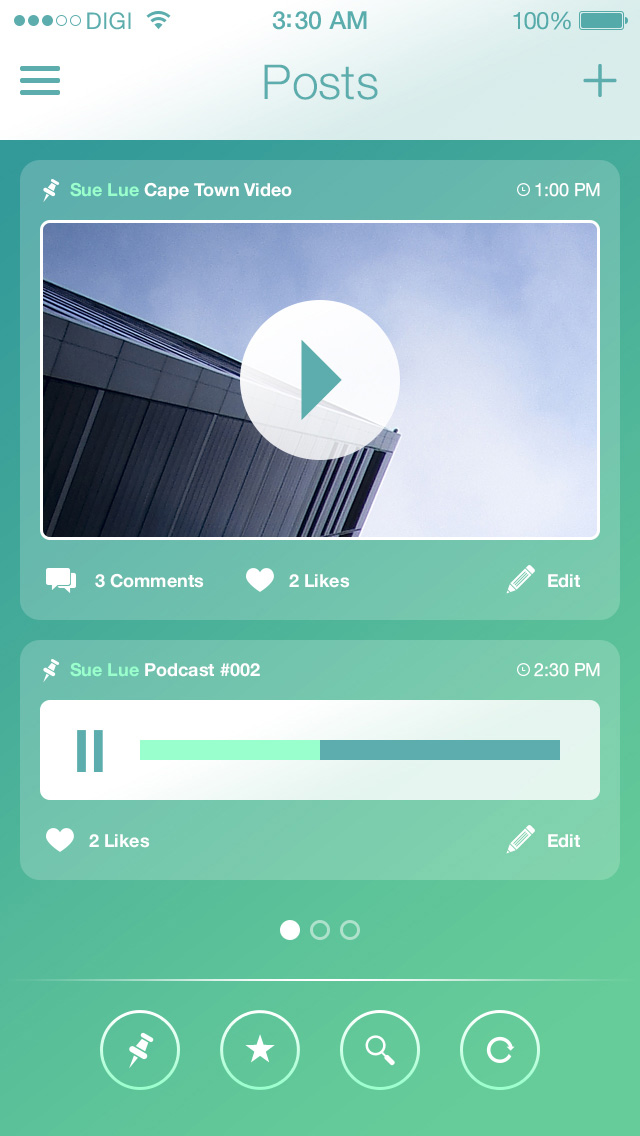 DIGI 3:30 AM 100%
Posts
Sue Lue Cape Town Video 1:00 PM
3 Comments 2 Likes Edit
Sue Lue Podcast #002 2:30 PM
2 Likes Edit